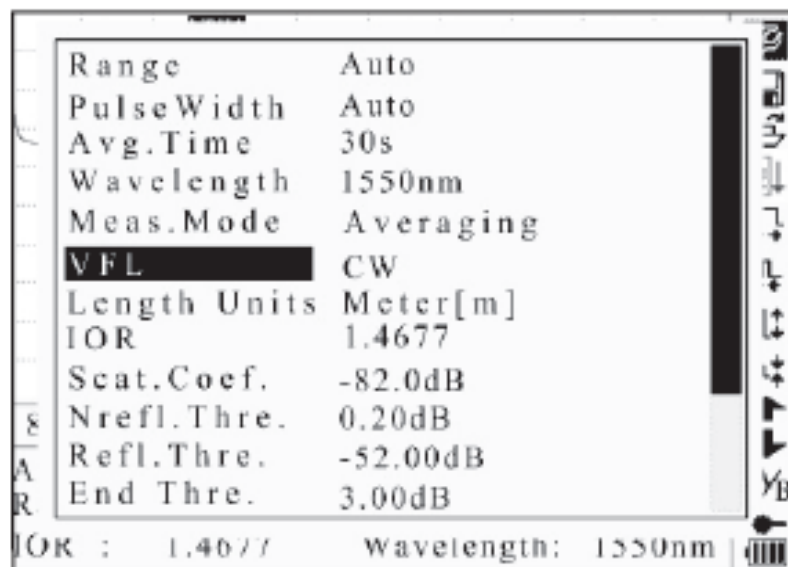 Range Auto
PulseWidth Auto
Avg.Time 30s
Wavelength 1550nm
Meas.Mode Averaging
VFL CW
Length Units Meter[m]
IOR 1.4677
Scat.Coef. -82.0dB
Nrefl.Thre. 0.20dB
Refl.Thre. -52.00dB
End Thre. 3.00dB
A
R
IOR : 1.4677 Wavelength: 1550nm